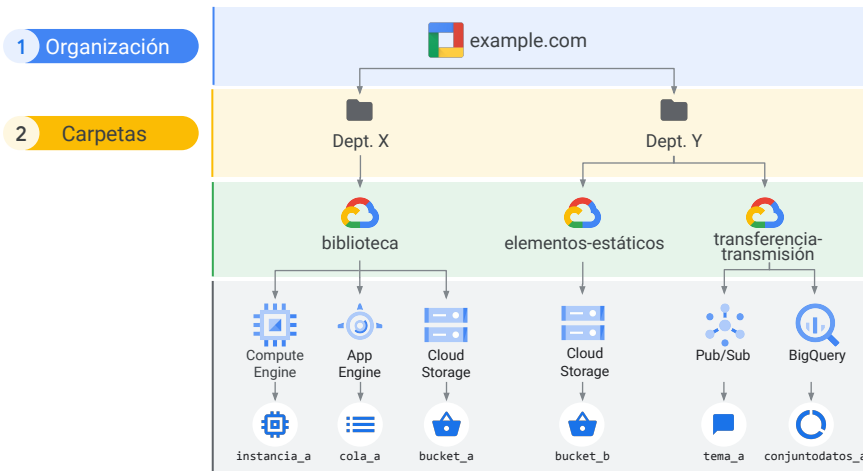 1 Organización
example.com
2 Carpetas
Dept. X
Dept. Y
biblioteca
elementos-estáticos
transferencia-
transmisión
Compute
Engine
App
Engine
Cloud
Storage
Cloud
Storage
Pub/Sub
BigQuery
instancia_a
cola_a
bucket_a
bucket_b
tema_a
conjuntodatos_a